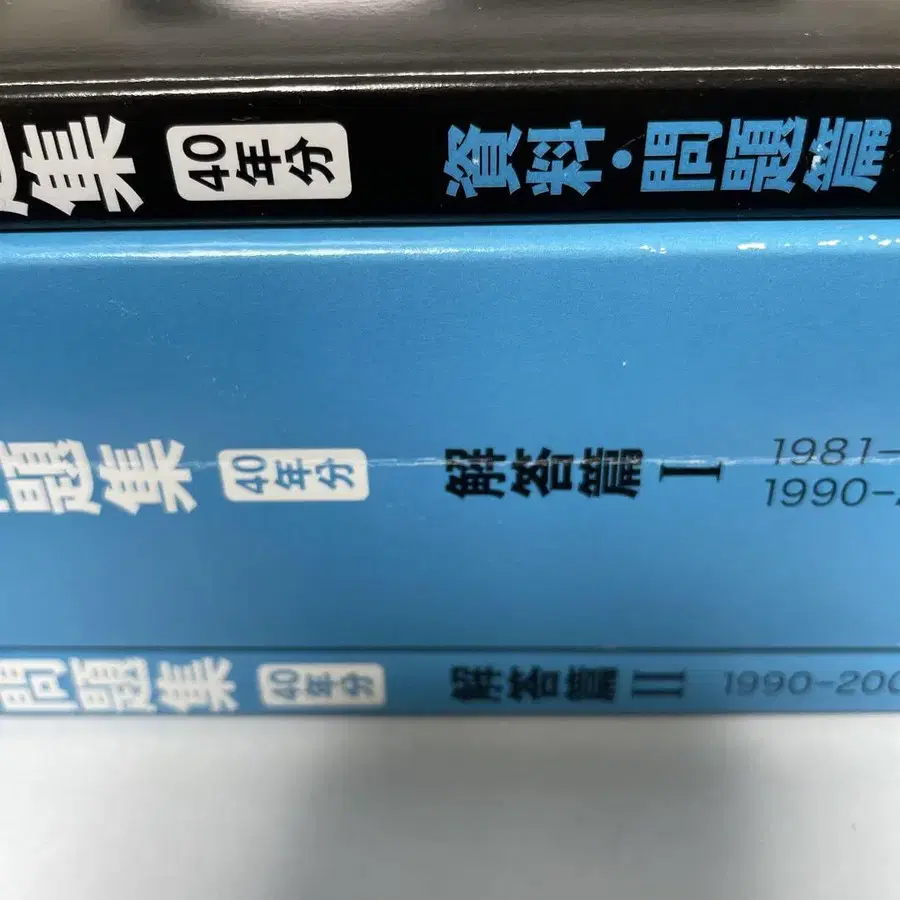 題集 40年分 資料・問題篇
問題集 40年分 解答篇 I 1981-
1990-
問題集 40年分 解答篇 II 1990-200